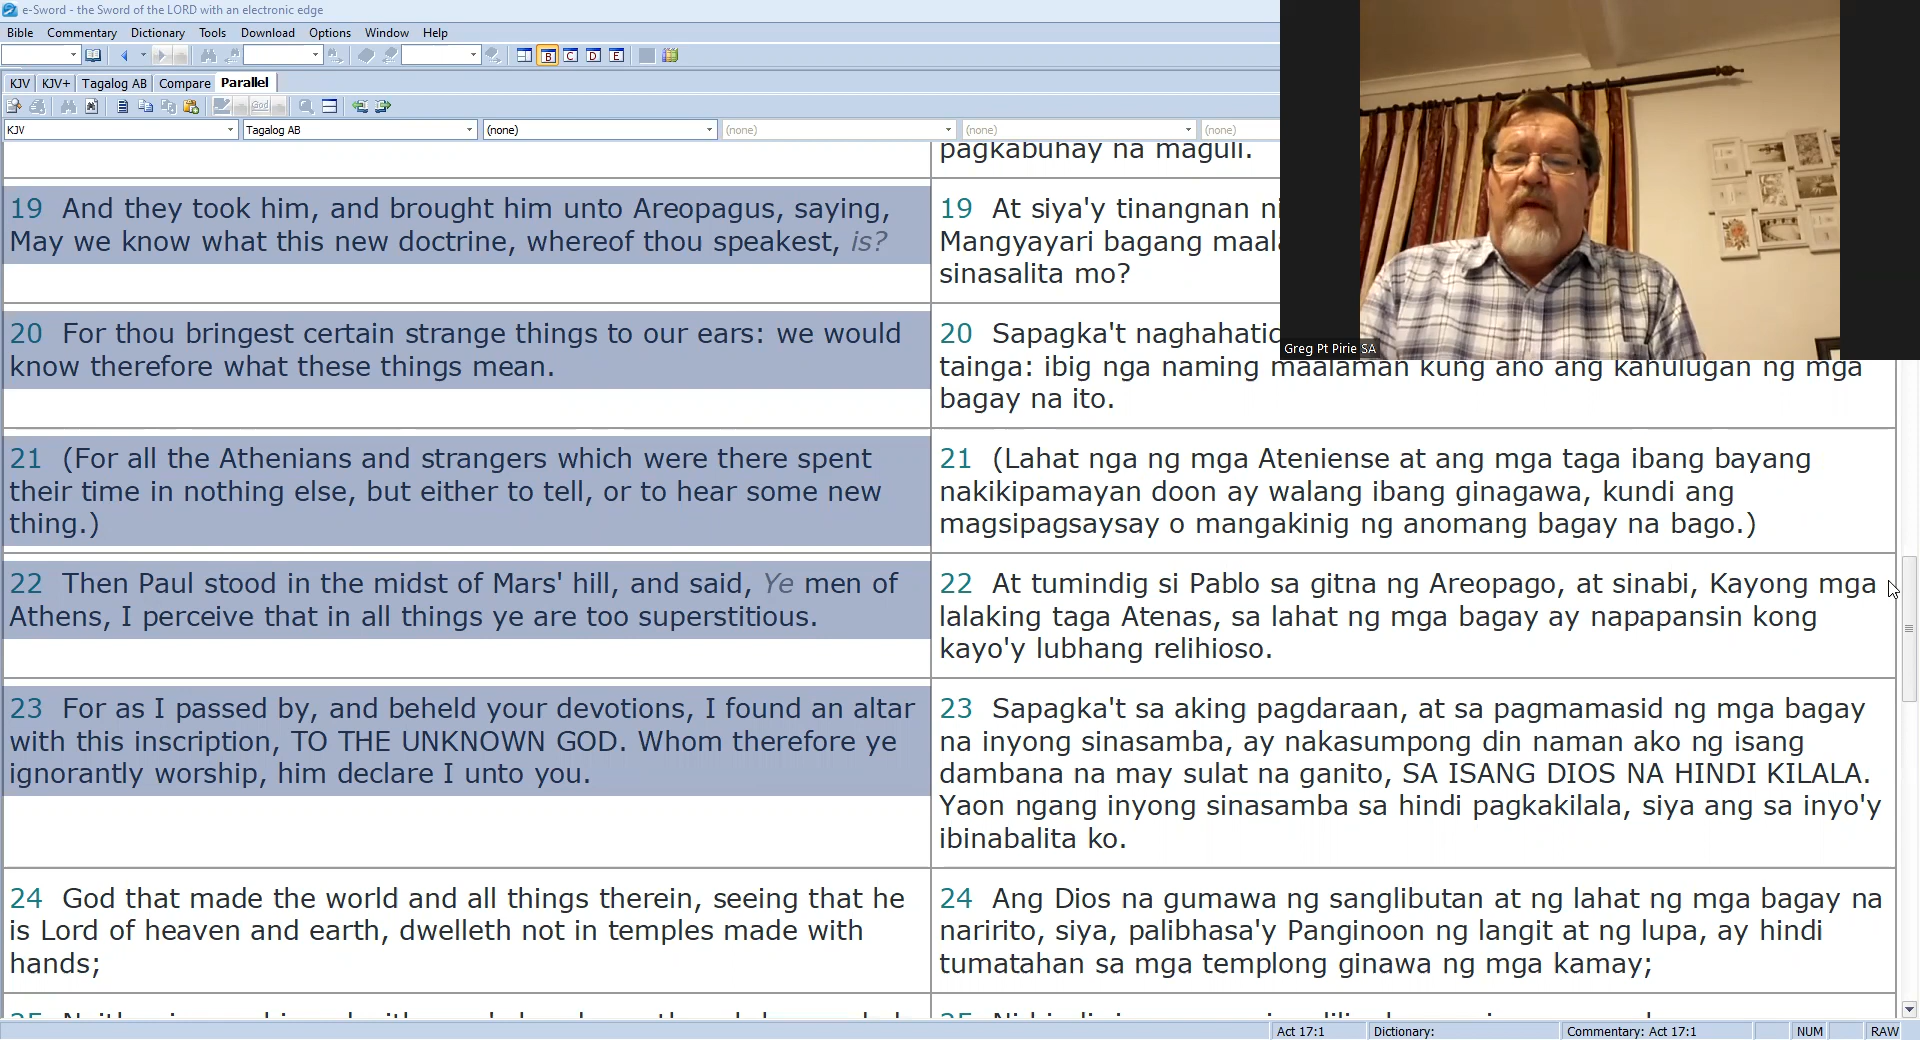 e-Sword - the Sword of the LORD with an electronic edge
Bible Commentary Dictionary Tools Download Options Window Help
B C D E
KJV KJV+ Tagalog AB Compare Parallel
God
KJV Tagalog AB (none) (none) (none) (none)
pagkabuhay na maguli.
19 And they took him, and brought him unto Areopagus, saying,
May we know what this new doctrine, whereof thou speakest, is?
19 At siya'y tinangnan
Mangyayari bagang
sinasalita mo?
20 For thou bringest certain strange things to our ears: we would
know therefore what these things mean.
20 Sapagka't
tainga: ibig nga naming maalaman kung ano ang kahulugan ng mga
bagay na ito.
21 (For all the Athenians and strangers which were there spent
their time in nothing else, but either to tell, or to hear some new
thing.)
21 (Lahat nga ng mga Ateniense at ang mga taga ibang bayang
nakikipamayan doon ay walang ibang ginagawa, kundi ang
magsipagsaysay o mangakinig ng anomang bagay na bago.)
22 Then Paul stood in the midst of Mars' hill, and said, Ye men of
Athens, I perceive that in all things ye are too superstitious.
22 At tumindig si Pablo sa gitna ng Areopago, at sinabi, Kayong mga
lalaking taga Atenas, sa lahat ng mga bagay ay napapansin kong
kayo'y lubhang relihioso.
23 For as I passed by, and beheld your devotions, I found an altar
with this inscription, TO THE UNKNOWN GOD. Whom therefore ye
ignorantly worship, him declare I unto you.
23 Sapagka't sa aking pagdaraan, at sa pagmamasid ng mga bagay
na inyong sinasamba, ay nakasumpong din naman ako ng isang
dambana na may sulat na ganito, SA ISANG DIOS NA HINDI KILALA.
Yaon ngang inyong sinasamba sa hindi pagkakilala, siya ang sa inyo'y
ibinabalita ko.
24 God that made the world and all things therein, seeing that he
is Lord of heaven and earth, dwelleth not in temples made with
hands;
24 Ang Dios na gumawa ng sanglibutan at ng lahat ng mga bagay na
naririto, siya, palibhasa'y Panginoon ng langit at ng lupa, ay hindi
tumatahan sa mga templong ginawa ng mga kamay;
Greg Pt Pirie SA
Act 17:1 Dictionary: Commentary: Act 17:1 NUM RAW